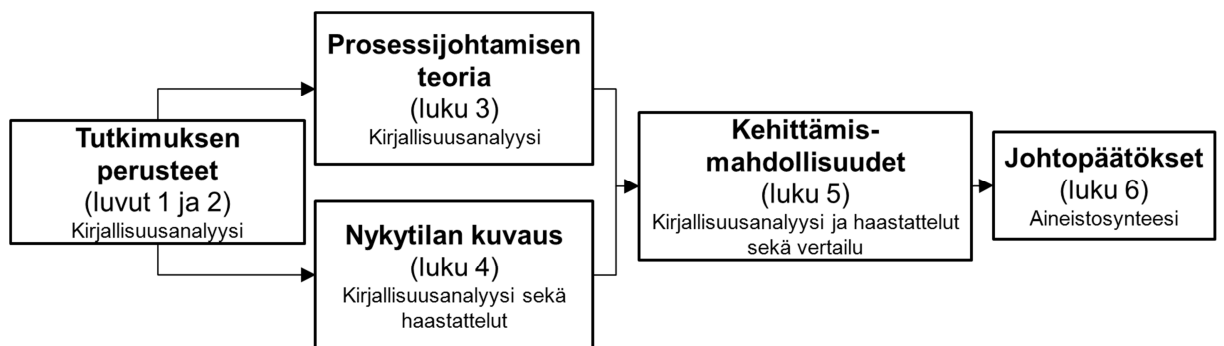 Tutkimuksen
perusteet
(luvut 1 ja 2)
Kirjallisuusanalyysi
Prosessijohtamisen
teoria
(luku 3)
Kirjallisuusanalyysi
Nykytilan kuvaus
(luku 4)
Kirjallisuusanalyysi sekä
haastattelut
Kehittämis-
mahdollisuudet
(luku 5)
Kirjallisuusanalyysi ja haastattelut
sekä vertailu
Johtopäätökset
(luku 6)
Aineistosynteesi